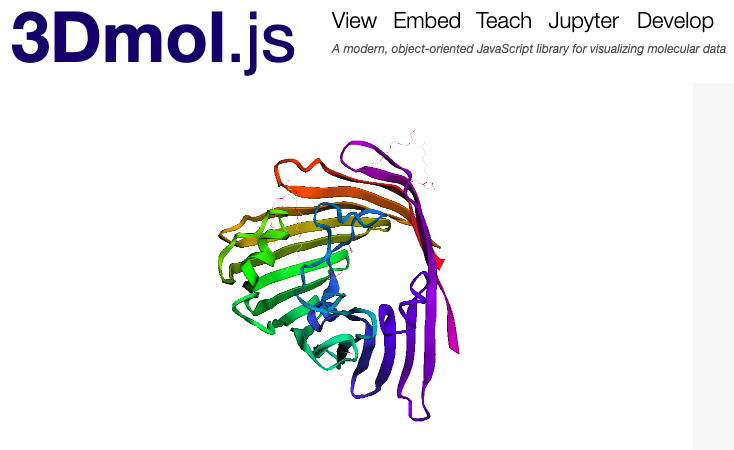 3Dmol.js
View Embed Teach Jupyter Develop
A modern, object-oriented JavaScript library for visualizing molecular data